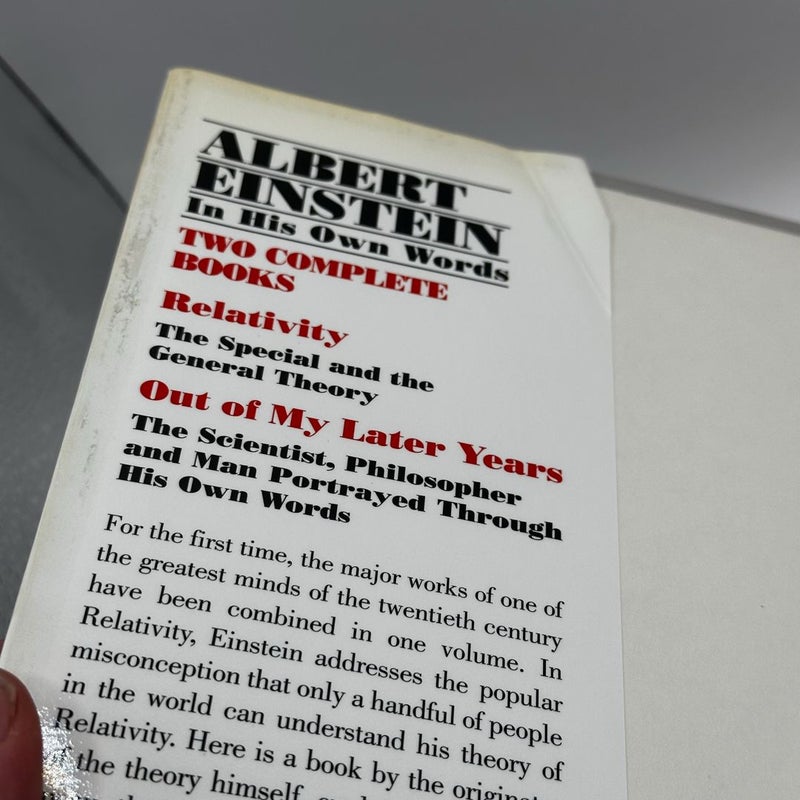 ALBERT
EINSTEIN
In His Own Words
TWO COMPLETE
BOOKS
Relativity
The Special and the
General Theory
Out of My Later Years
The Scientist, Philosopher
and Man Portrayed Through
His Own Words
For the first time, the major works of one of
the greatest minds of the twentieth century
have been combined in one volume. In
Relativity, Einstein addresses the popular
misconception that only a handful of people
in the world can understand his theory of
Relativity. Here is a book by the
the theory himself,